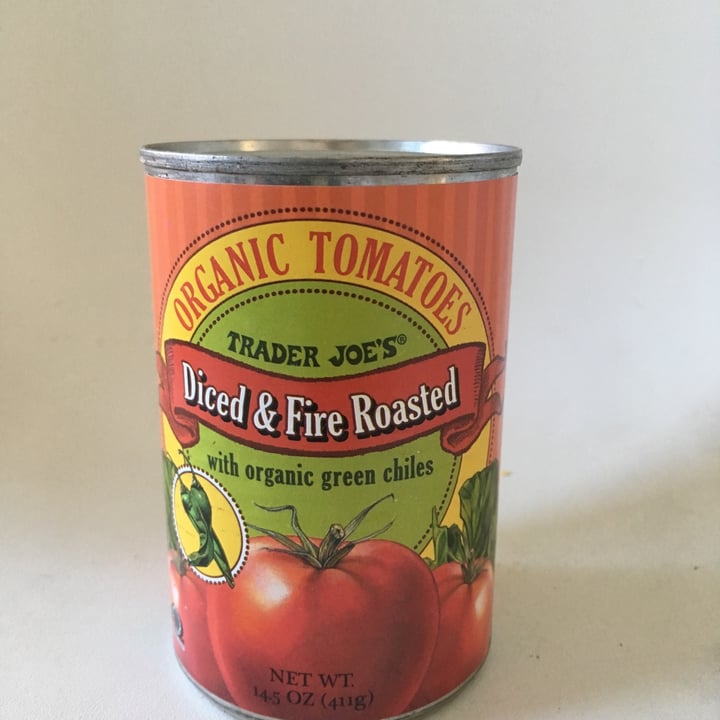 ORGANIC TOMATOES
TRADER JOE'S®
Diced & Fire Roasted
with organic green chiles
NET WT.
14.5 OZ (411g)